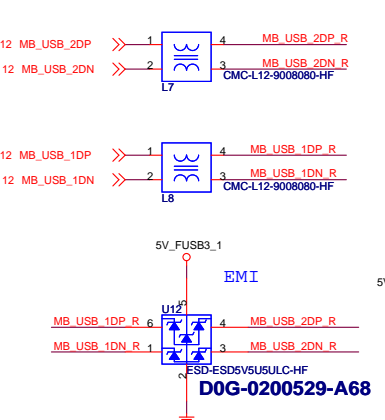 12 MB_USB_2DP 1 4 MB_USB_2DP_R
12 MB_USB_2DN 2 3 MB_USB_2DN_R
CMC-L12-9008080-HF
L7
12 MB_USB_1DP 1 4 MB_USB_1DP_R
12 MB_USB_1DN 2 3 MB_USB_1DN_R
CMC-L12-9008080-HF
L8
5V_FUSB3_1
EMI
5V
U12 5
MB_USB_1DP_R 6 4 MB_USB_2DP_R
MB_USB_1DN_R 1 3 MB_USB_2DN_R
2 ESD-ESD5V5U5ULC-HF
D0G-0200529-A68